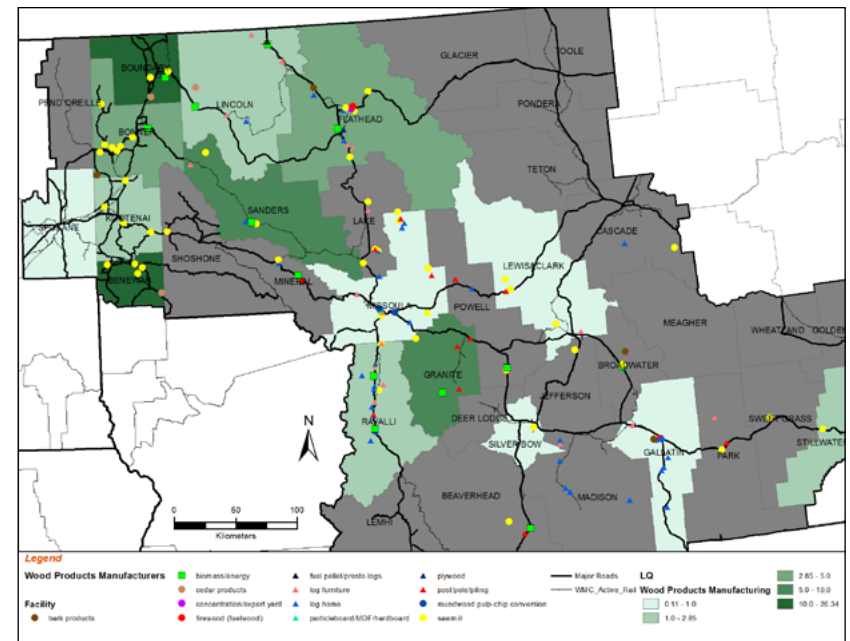 GLACIER
TOOLE
BOUNDARY
PEND OREILLE
LINCOLN
PONDERA
FLATHEAD
BONNER
TETON
SANDERS
LAKE
CASCADE
KOOTENAI
SPOKANE
SHOSHONE
LEWIS&CLARK
BENEWAH
MINERAL
MISSOULA
POWELL
MEAGHER
WHEATLAND
GOLDEN
GRANITE
BROADWATER
JEFFERSON
DEER LODGE
RAVALLI
SWEETGRASS
SILVER BOW
GALLATIN
STILLWATER
PARK
BEAVERHEAD
MADISON
LEMHI
N
0 25 50 100
Kilometers
Legend
Wood Products Manufacturers
Facility
bark products
biomass/energy
cedar products
concentration/export yard
firewood (fuelwood)
fuel pellet/presto logs
log furniture
log home
particleboard/MDF/hardboard
plywood
post/pole/piling
roundwood pulp-chip conversion
sawmill
Major Roads
WMC_Active_Rail
LQ
Wood Products Manufacturing
0.11 - 1.0
1.0 - 2.85
2.85 - 5.0
5.0 - 10.0
10.0 - 26.34